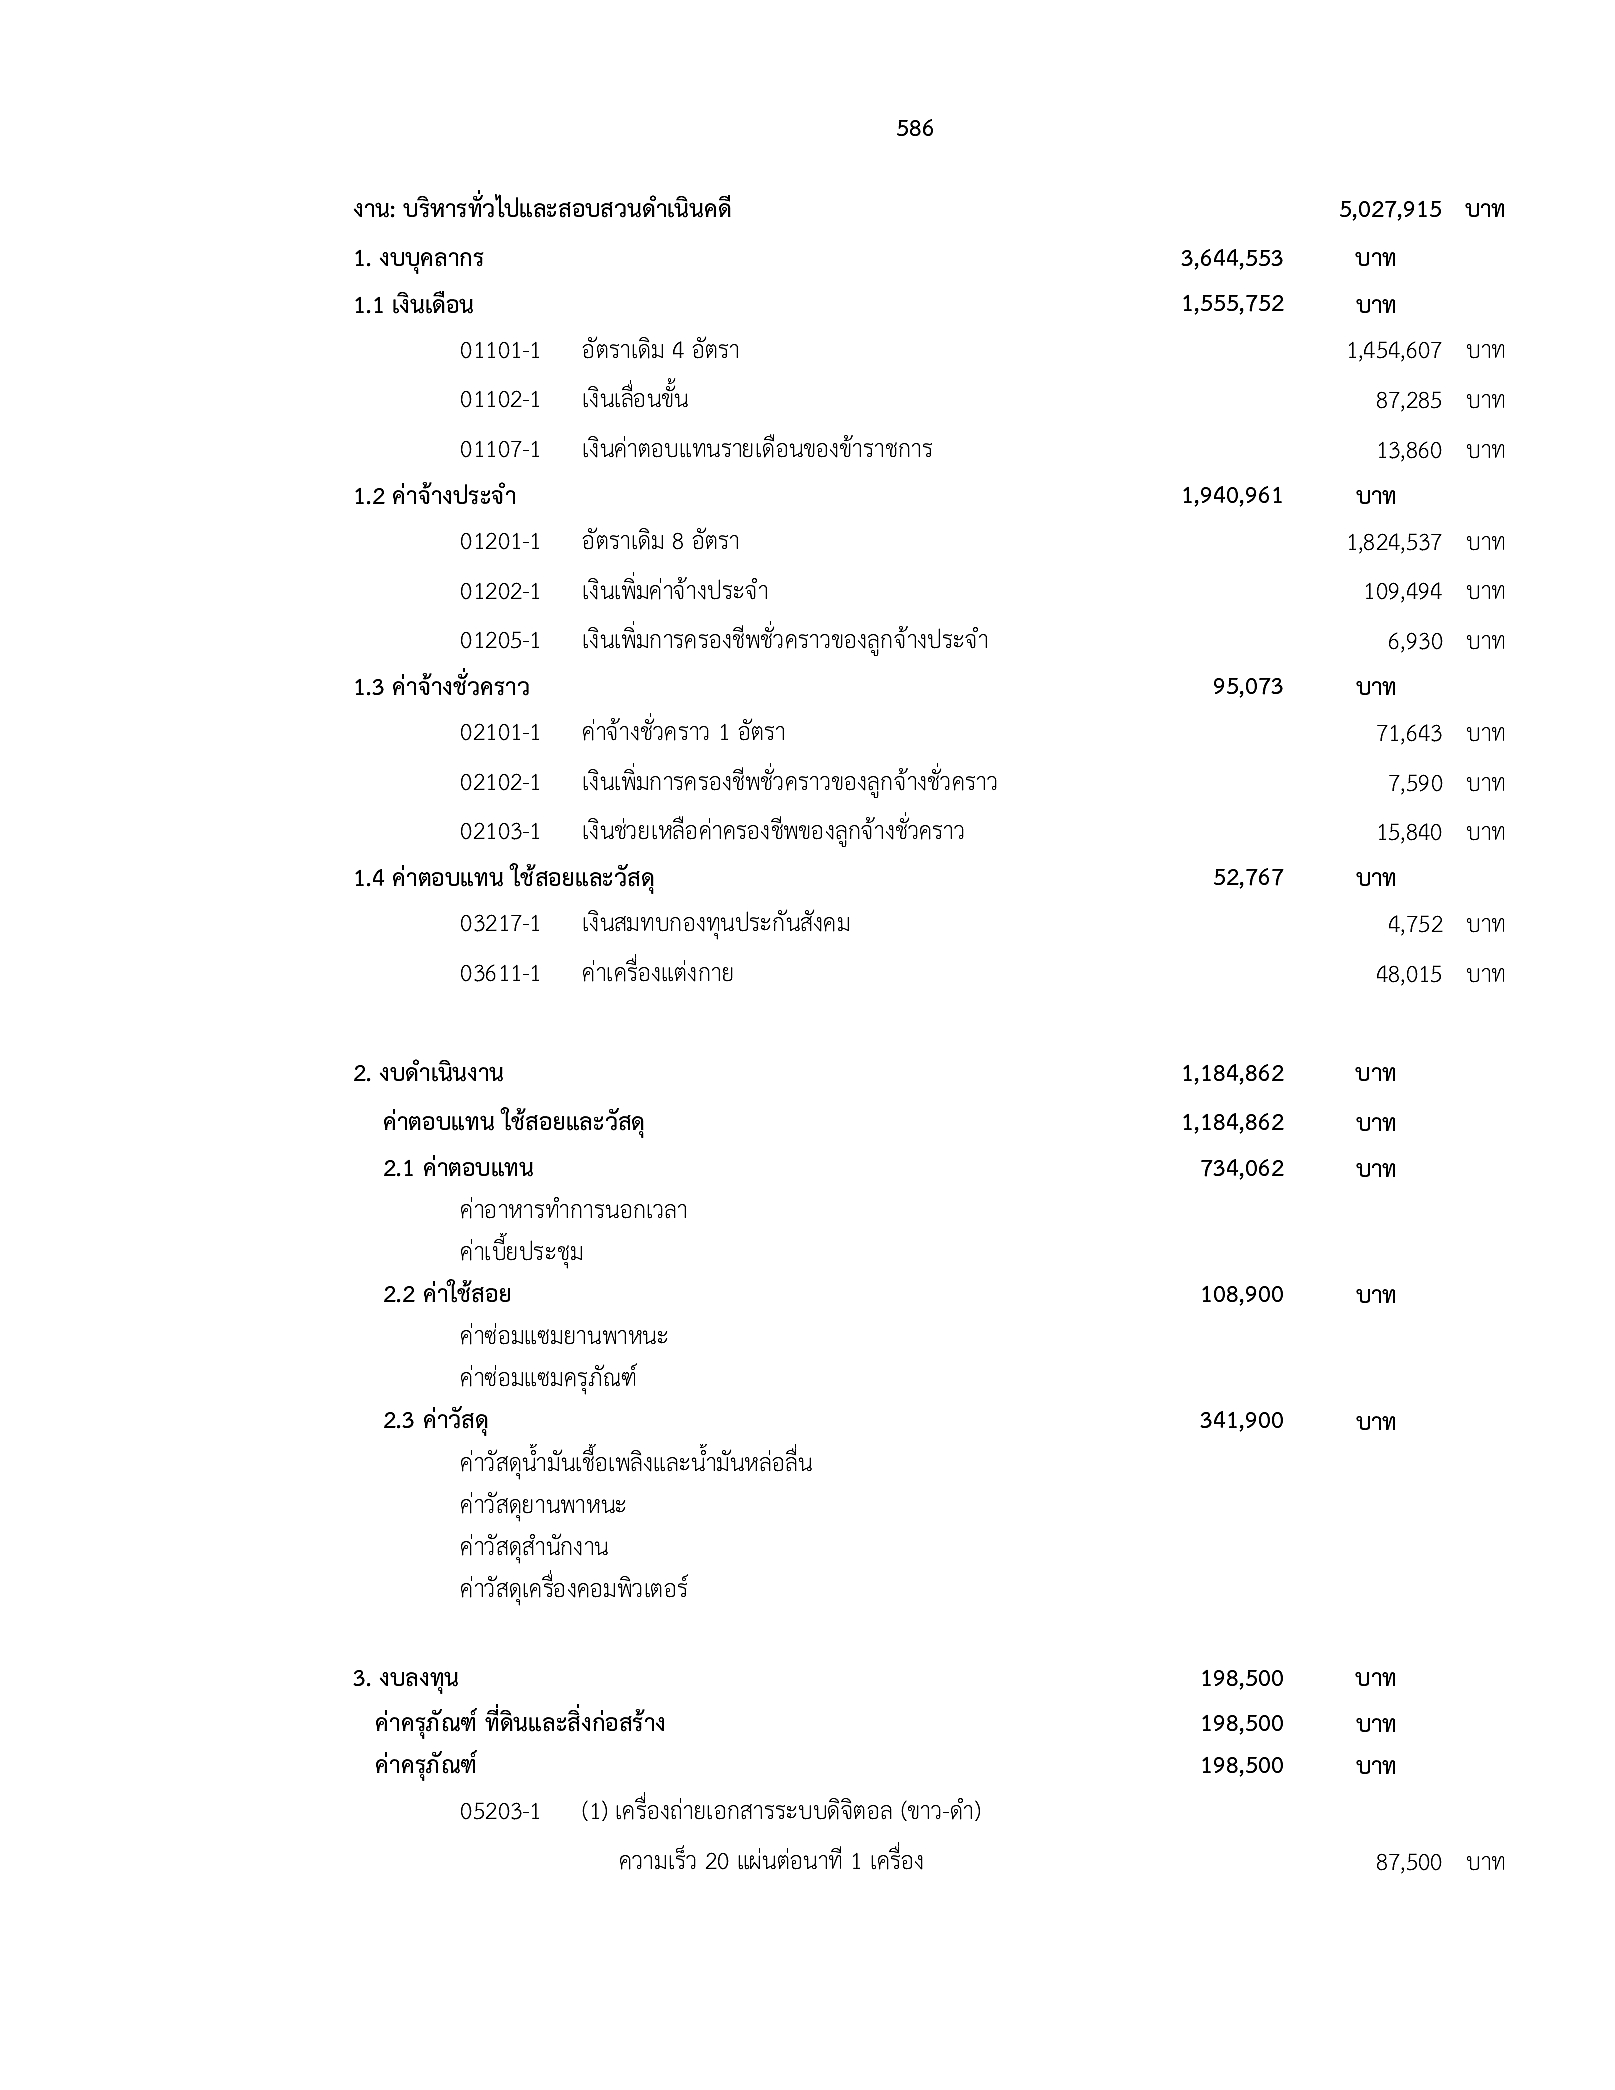 586
งาน: บริหารทั่วไปและสอบสวนดำเนินคดี 5,027,915 บาท
1. งบบุคลากร 3,644,553 บาท
1.1 เงินเดือน 1,555,752 บาท
01101-1 อัตราเดิม 4 อัตรา 1,454,607 บาท
01102-1 เงินเลื่อนขั้น 87,285 บาท
01107-1 เงินค่าตอบแทนรายเดือนของข้าราชการ 13,860 บาท
1.2 ค่าจ้างประจำ 1,940,961 บาท
01201-1 อัตราเดิม 8 อัตรา 1,824,537 บาท
01202-1 เงินเพิ่มค่าจ้างประจำ 109,494 บาท
01205-1 เงินเพิ่มการครองชีพชั่วคราวของลูกจ้างประจำ 6,930 บาท
1.3 ค่าจ้างชั่วคราว 95,073 บาท
02101-1 ค่าจ้างชั่วคราว 1 อัตรา 71,643 บาท
02102-1 เงินเพิ่มการครองชีพชั่วคราวของลูกจ้างชั่วคราว 7,590 บาท
02103-1 เงินช่วยเหลือค่าครองชีพของลูกจ้างชั่วคราว 15,840 บาท
1.4 ค่าตอบแทน ใช้สอยและวัสดุ 52,767 บาท
03217-1 เงินสมทบกองทุนประกันสังคม 4,752 บาท
03611-1 ค่าเครื่องแต่งกาย 48,015 บาท
2. งบดำเนินงาน 1,184,862 บาท
ค่าตอบแทน ใช้สอยและวัสดุ 1,184,862 บาท
2.1 ค่าตอบแทน 734,062 บาท
ค่าอาหารทำการนอกเวลา
ค่าเบี้ยประชุม
2.2 ค่าใช้สอย 108,900 บาท
ค่าซ่อมแซมยานพาหนะ
ค่าซ่อมแซมครุภัณฑ์
2.3 ค่าวัสดุ 341,900 บาท
ค่าวัสดุน้ำมันเชื้อเพลิงและน้ำมันหล่อลื่น
ค่าวัสดุยานพาหนะ
ค่าวัสดุสำนักงาน
ค่าวัสดุเครื่องคอมพิวเตอร์
3. งบลงทุน 198,500 บาท
ค่าครุภัณฑ์ ที่ดินและสิ่งก่อสร้าง 198,500 บาท
ค่าครุภัณฑ์ 198,500 บาท
05203-1 (1) เครื่องถ่ายเอกสารระบบดิจิตอล (ขาว-ดำ)
ความเร็ว 20 แผ่นต่อนาที 1 เครื่อง 87,500 บาท